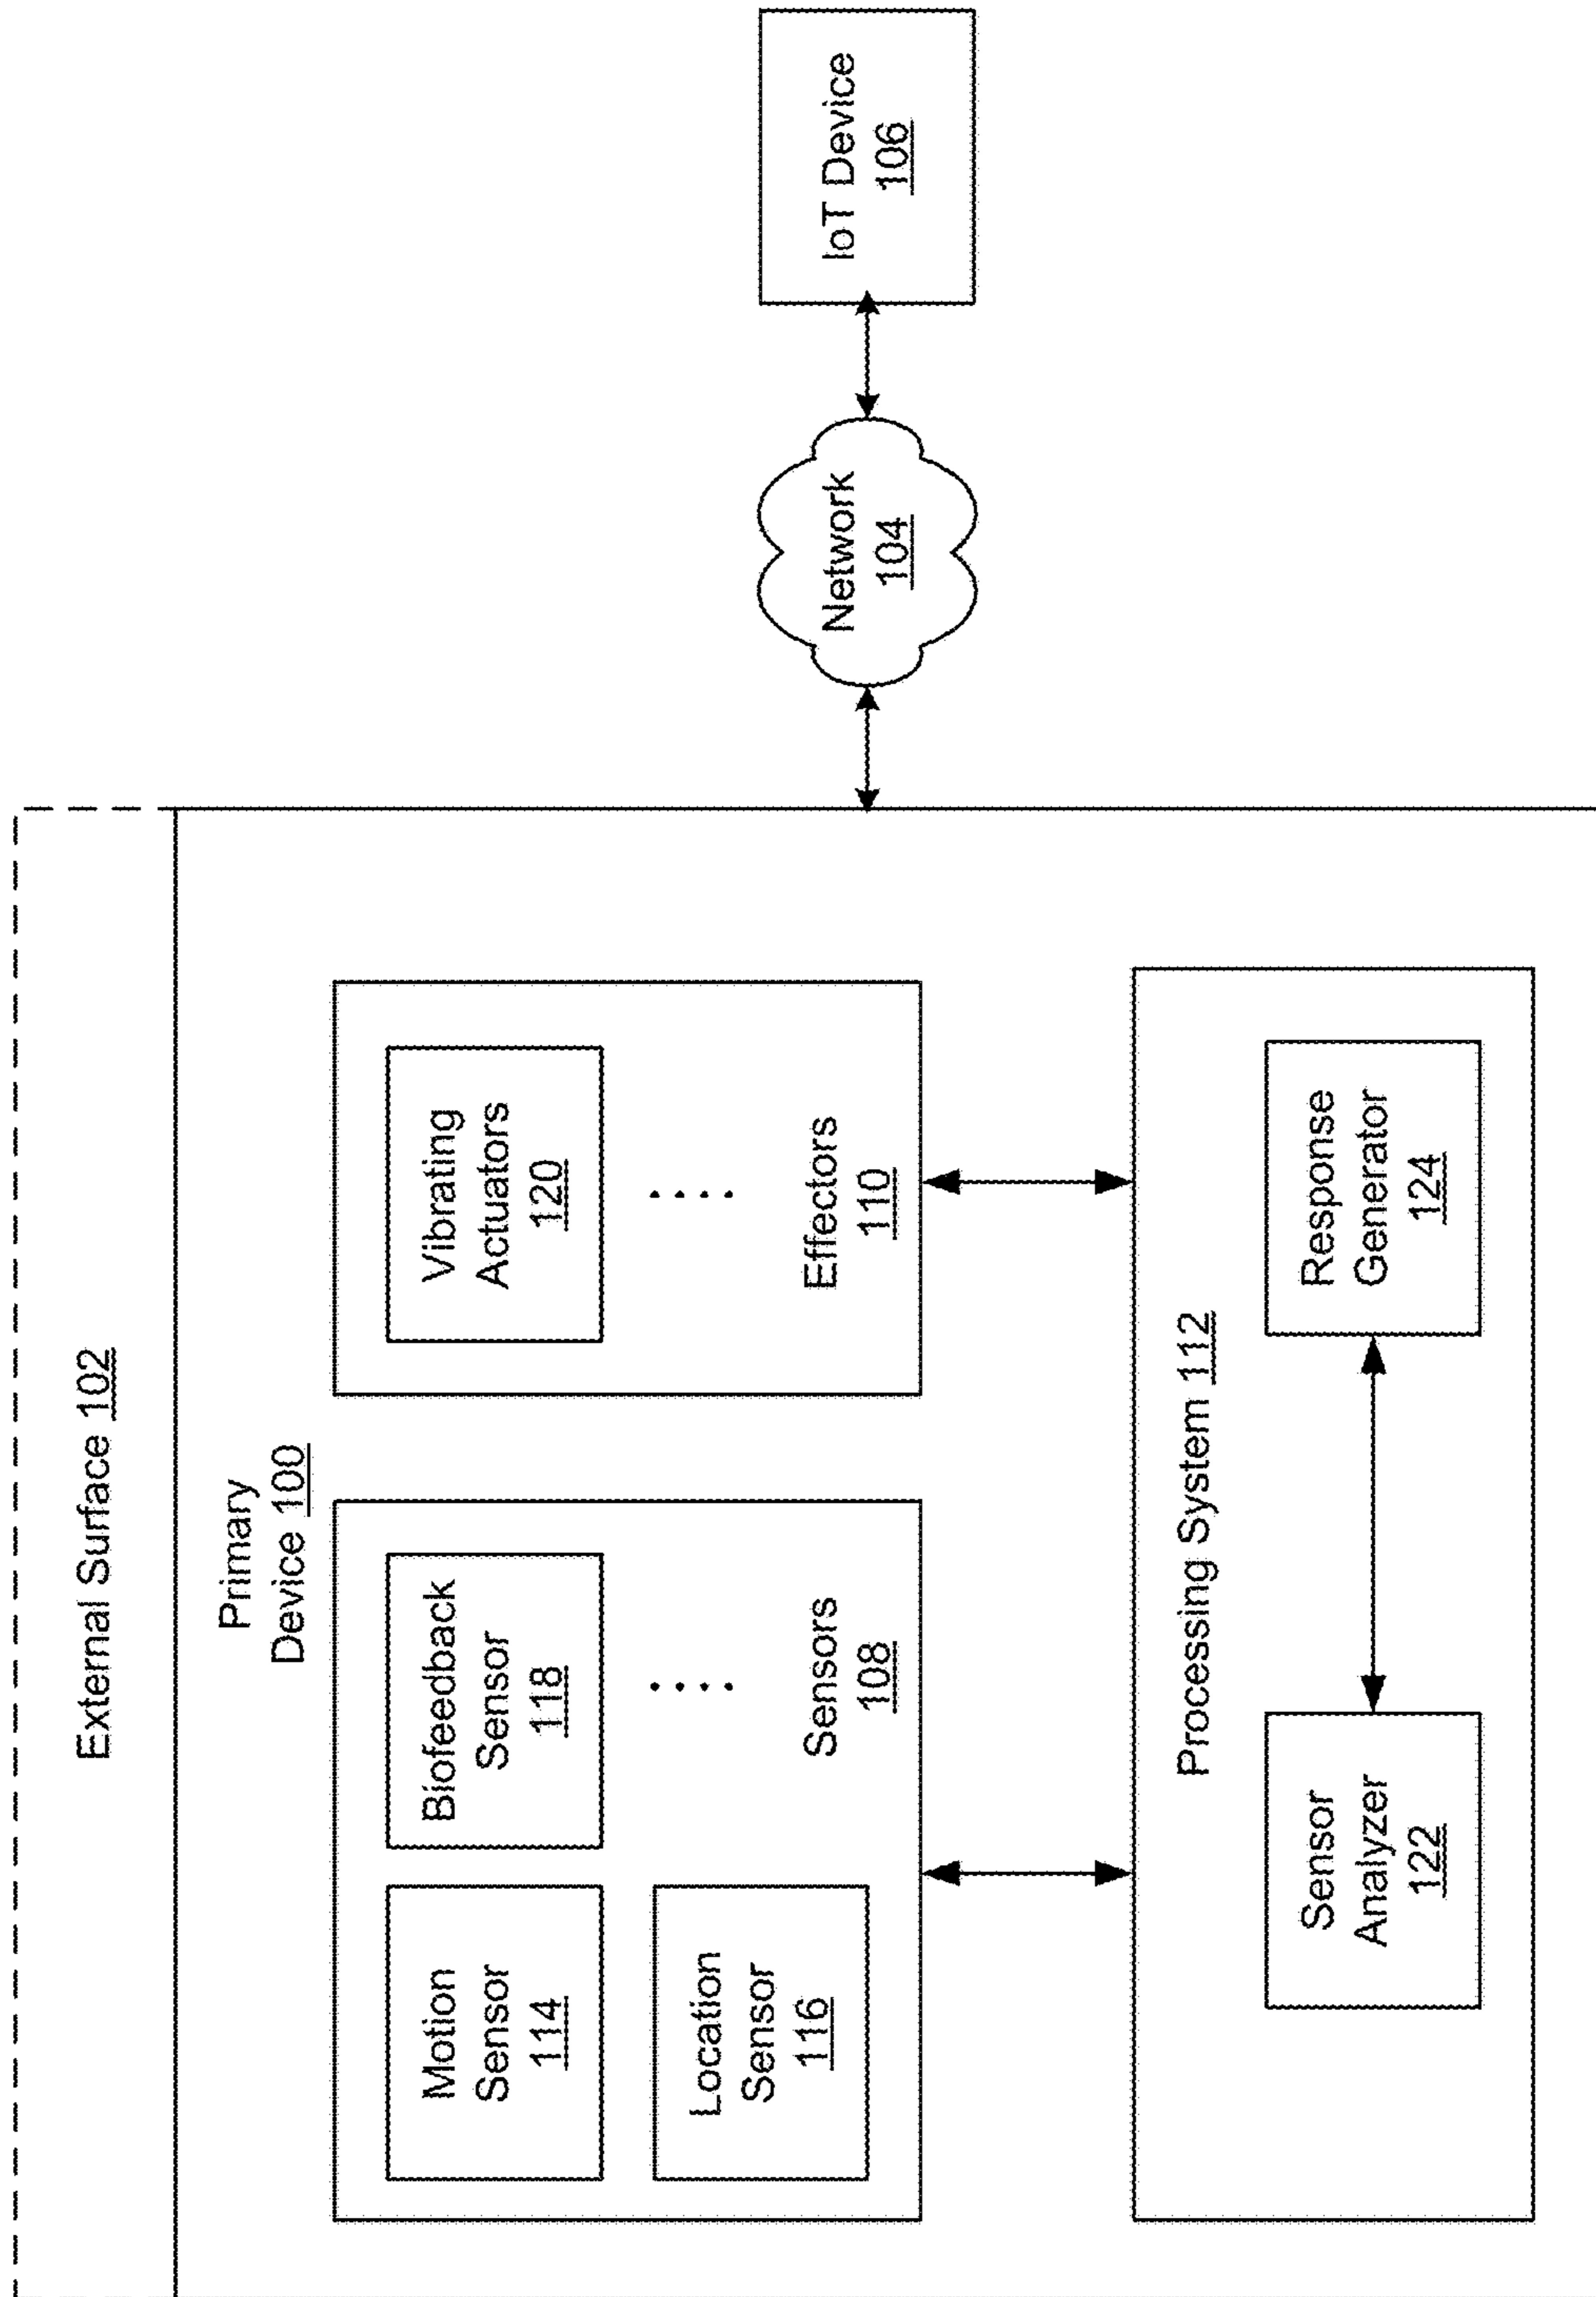 External Surface 102
Primary
Device 100
Motion
Sensor
114
Biofeedback
Sensor
118
Location
Sensor
116
. . . .
Sensors
108
Vibrating
Actuators
120
. . . .
Effectors
110
Processing System 112
Sensor
Analyzer
122
Response
Generator
124
Network
104
IoT Device
106